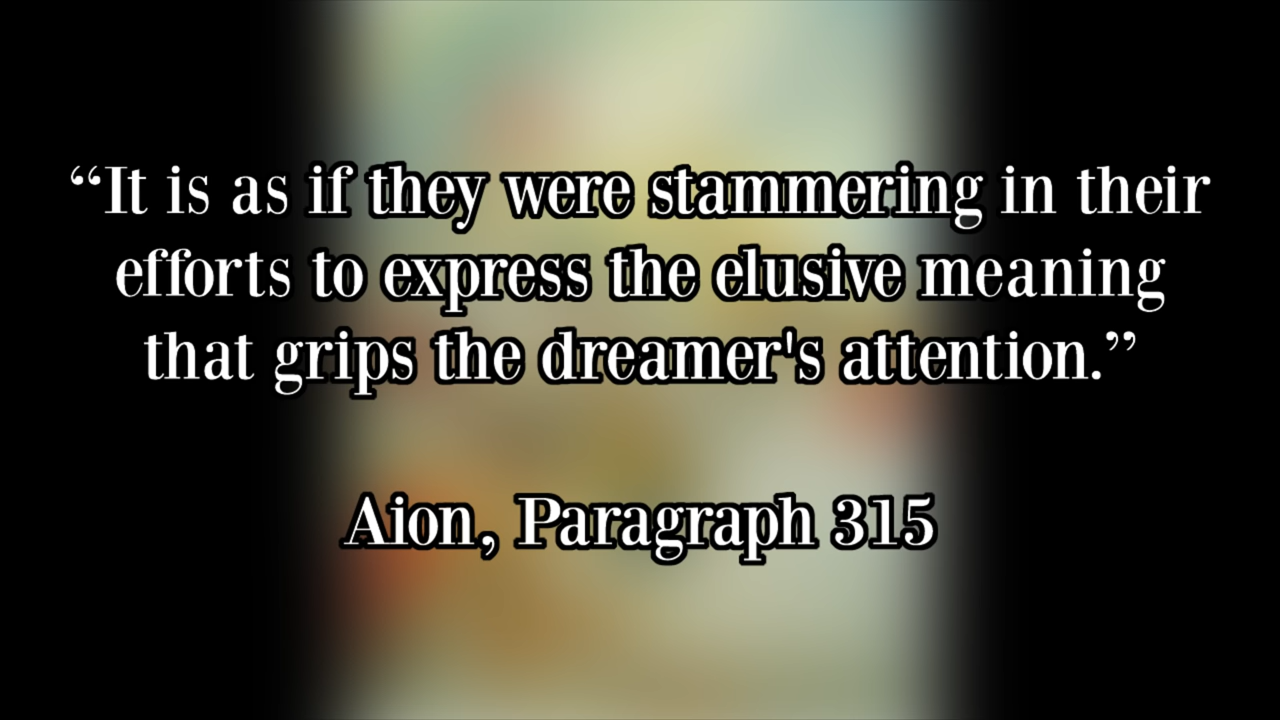 “It is as if they were stammering in their
efforts to express the elusive meaning
that grips the dreamer's attention.”
Aion, Paragraph 315